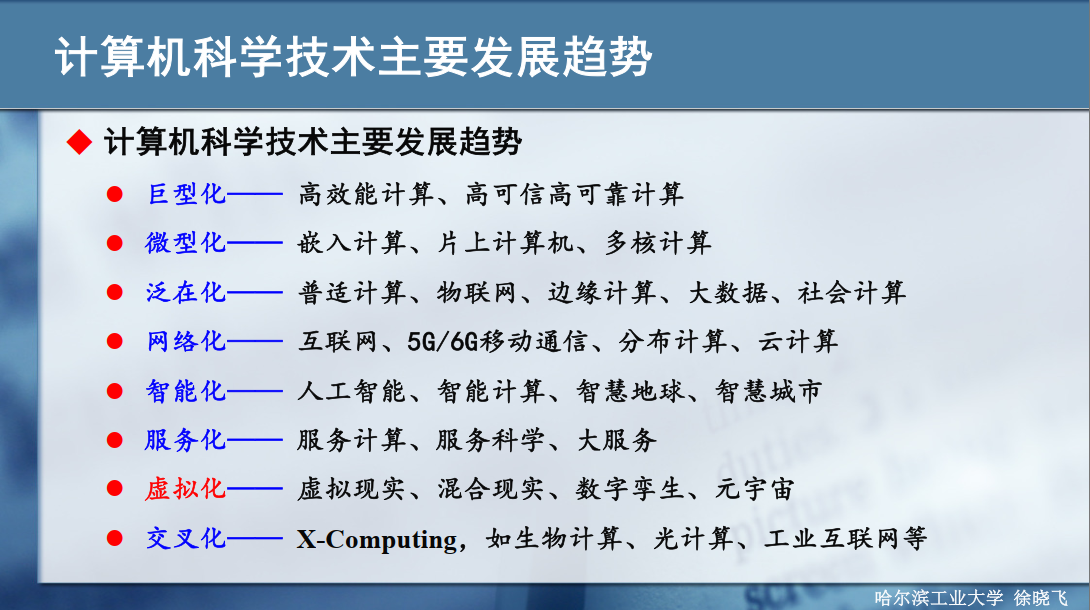 计算机科学技术主要发展趋势
计算机科学技术主要发展趋势
巨型化—— 高效能计算、高可信高可靠计算
微型化—— 嵌入计算、片上计算机、多核计算
泛在化—— 普适计算、物联网、边缘计算、大数据、社会计算
网络化—— 互联网、5G/6G移动通信、分布计算、云计算
智能化—— 人工智能、智能计算、智慧地球、智慧城市
服务化—— 服务计算、服务科学、大服务
虚拟化—— 虚拟现实、混合现实、数字孪生、元宇宙
交叉化—— X-Computing，如生物计算、光计算、工业互联网等
哈尔滨工业大学 徐晓飞